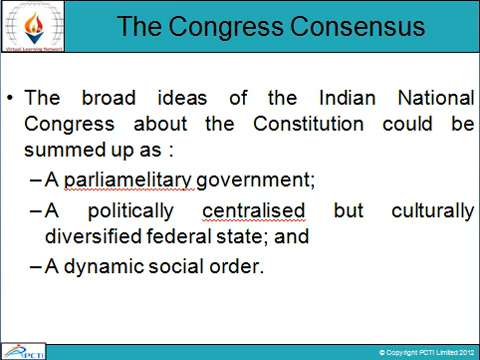 The Congress Consensus
Virtual Learning Network
• The broad ideas of the Indian National
Congress about the Constitution could be
summed up as :
–A parliamelitary government;
–A politically centralised but culturally
diversified federal state; and
–A dynamic social order.
PCTI
© Copyright PCTI Limited 2012